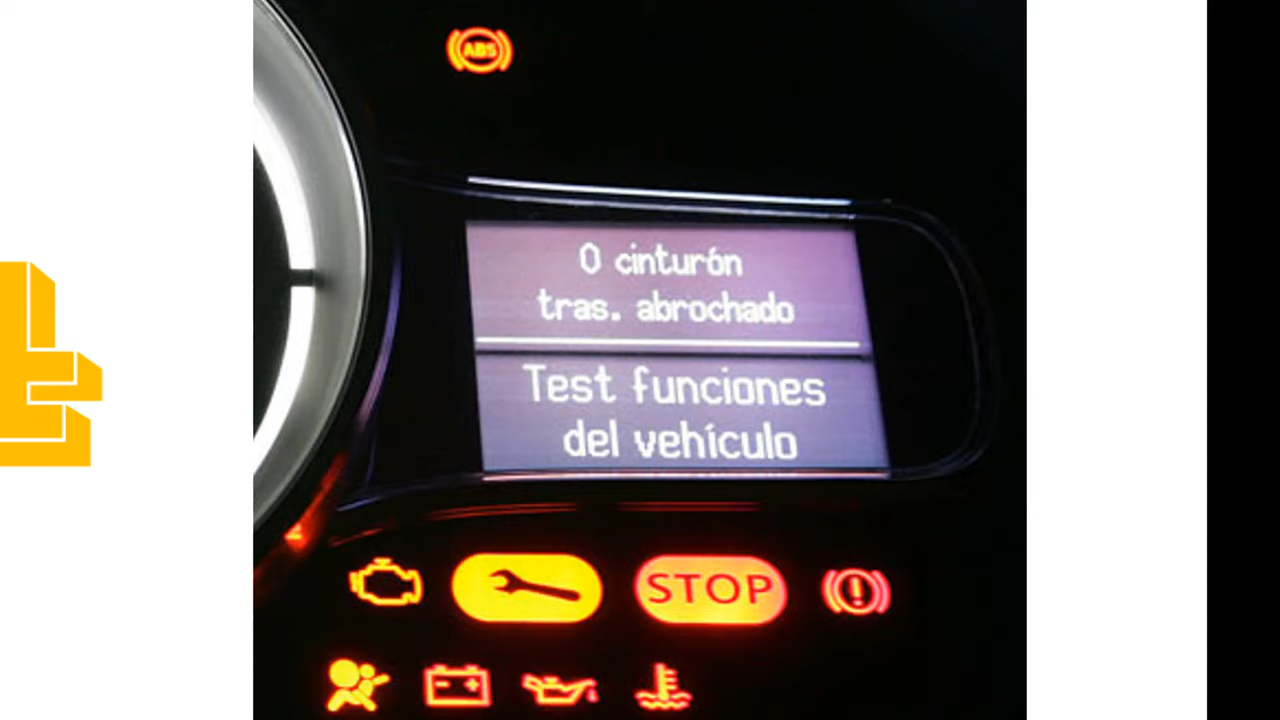 ABS
0 cinturón
tras. abrochado
Test funciones
del vehículo
STOP